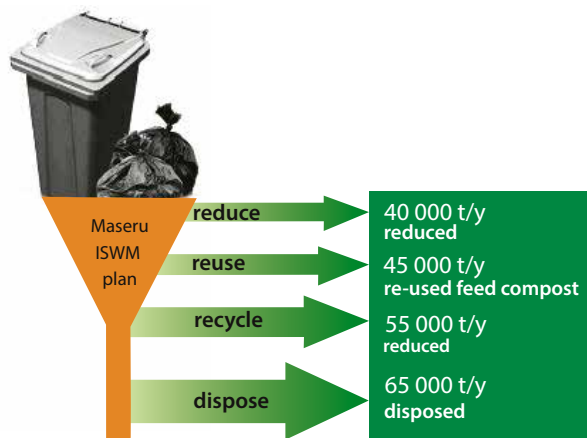 Maseru
ISWM
plan
reduce
40 000 t/y
reduced
reuse
45 000 t/y
re-used feed compost
recycle
55 000 t/y
reduced
dispose
65 000 t/y
disposed